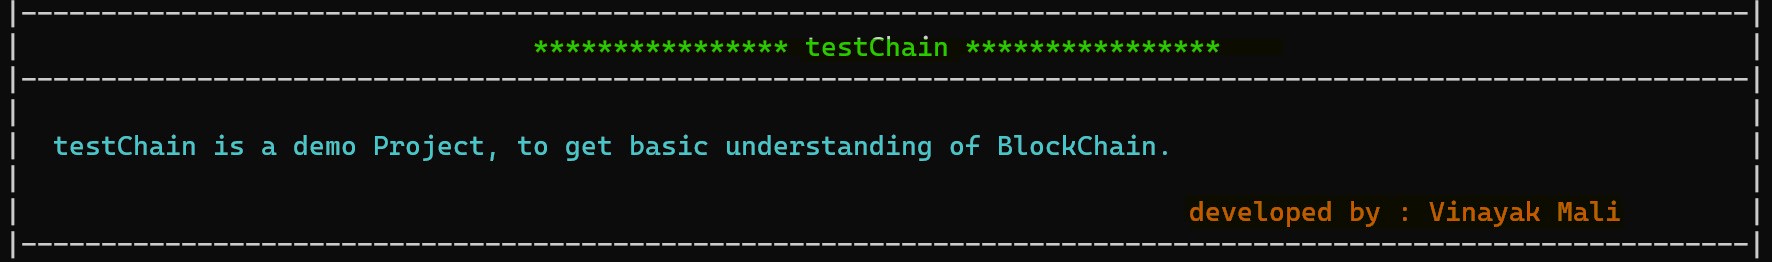 **************** testChain ****************
testChain is a demo Project, to get basic understanding of BlockChain.
developed by : Vinayak Mali